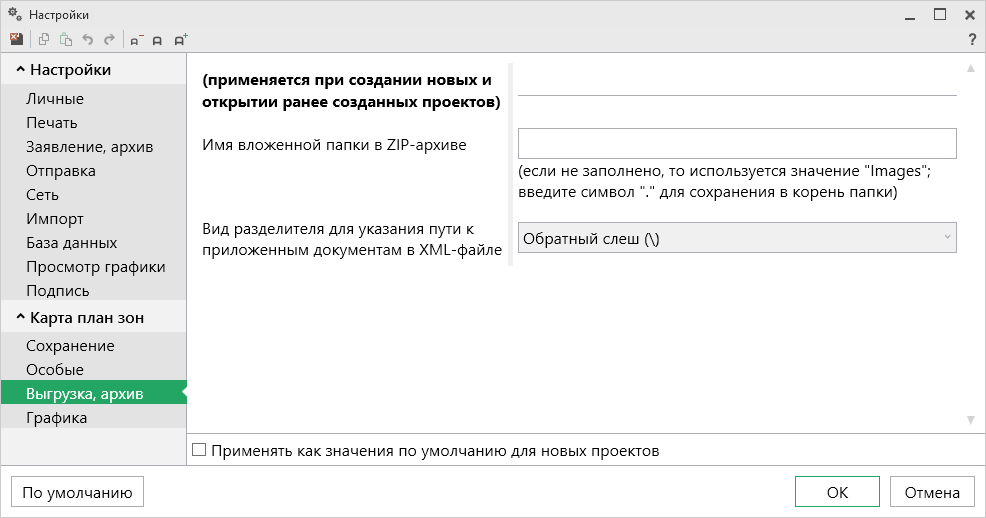 Настройки
?
Настройки
Личные
Печать
Заявление, архив
Отправка
Сеть
Импорт
База данных
Просмотр графики
Подпись
Карта план зон
Сохранение
Особые
Выгрузка, архив
Графика
(применяется при создании новых и
открытии ранее созданных проектов)
Имя вложенной папки в ZIP-архиве
(если не заполнено, то используется значение "Images";
введите символ "." для сохранения в корень папки)
Вид разделителя для указания пути к
приложенным документам в XML-файле
Обратный слеш (\)
Применять как значения по умолчанию для новых проектов
По умолчанию
ОК
Отмена